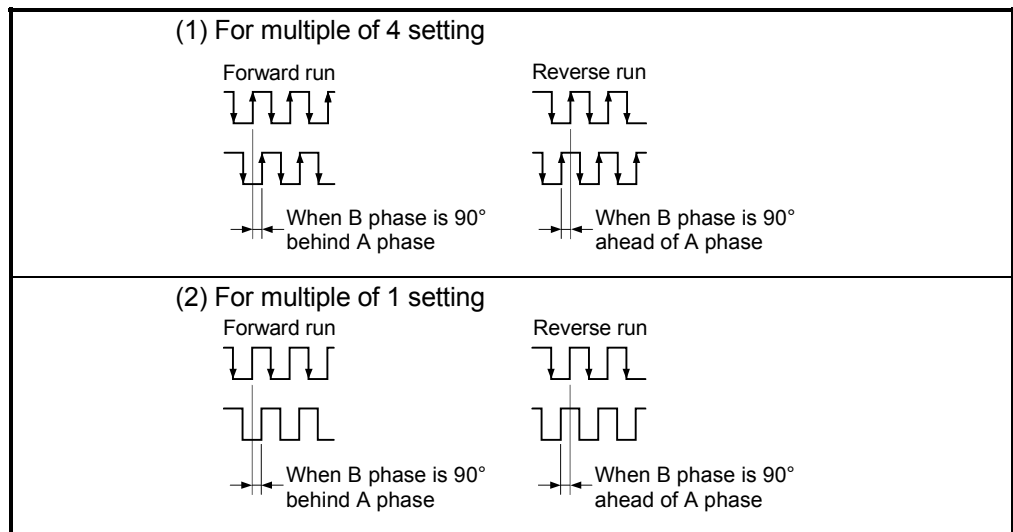 (1) For multiple of 4 setting
Forward run
Reverse run
When B phase is 90°
behind A phase
When B phase is 90°
ahead of A phase
(2) For multiple of 1 setting
Forward run
Reverse run
When B phase is 90°
behind A phase
When B phase is 90°
ahead of A phase